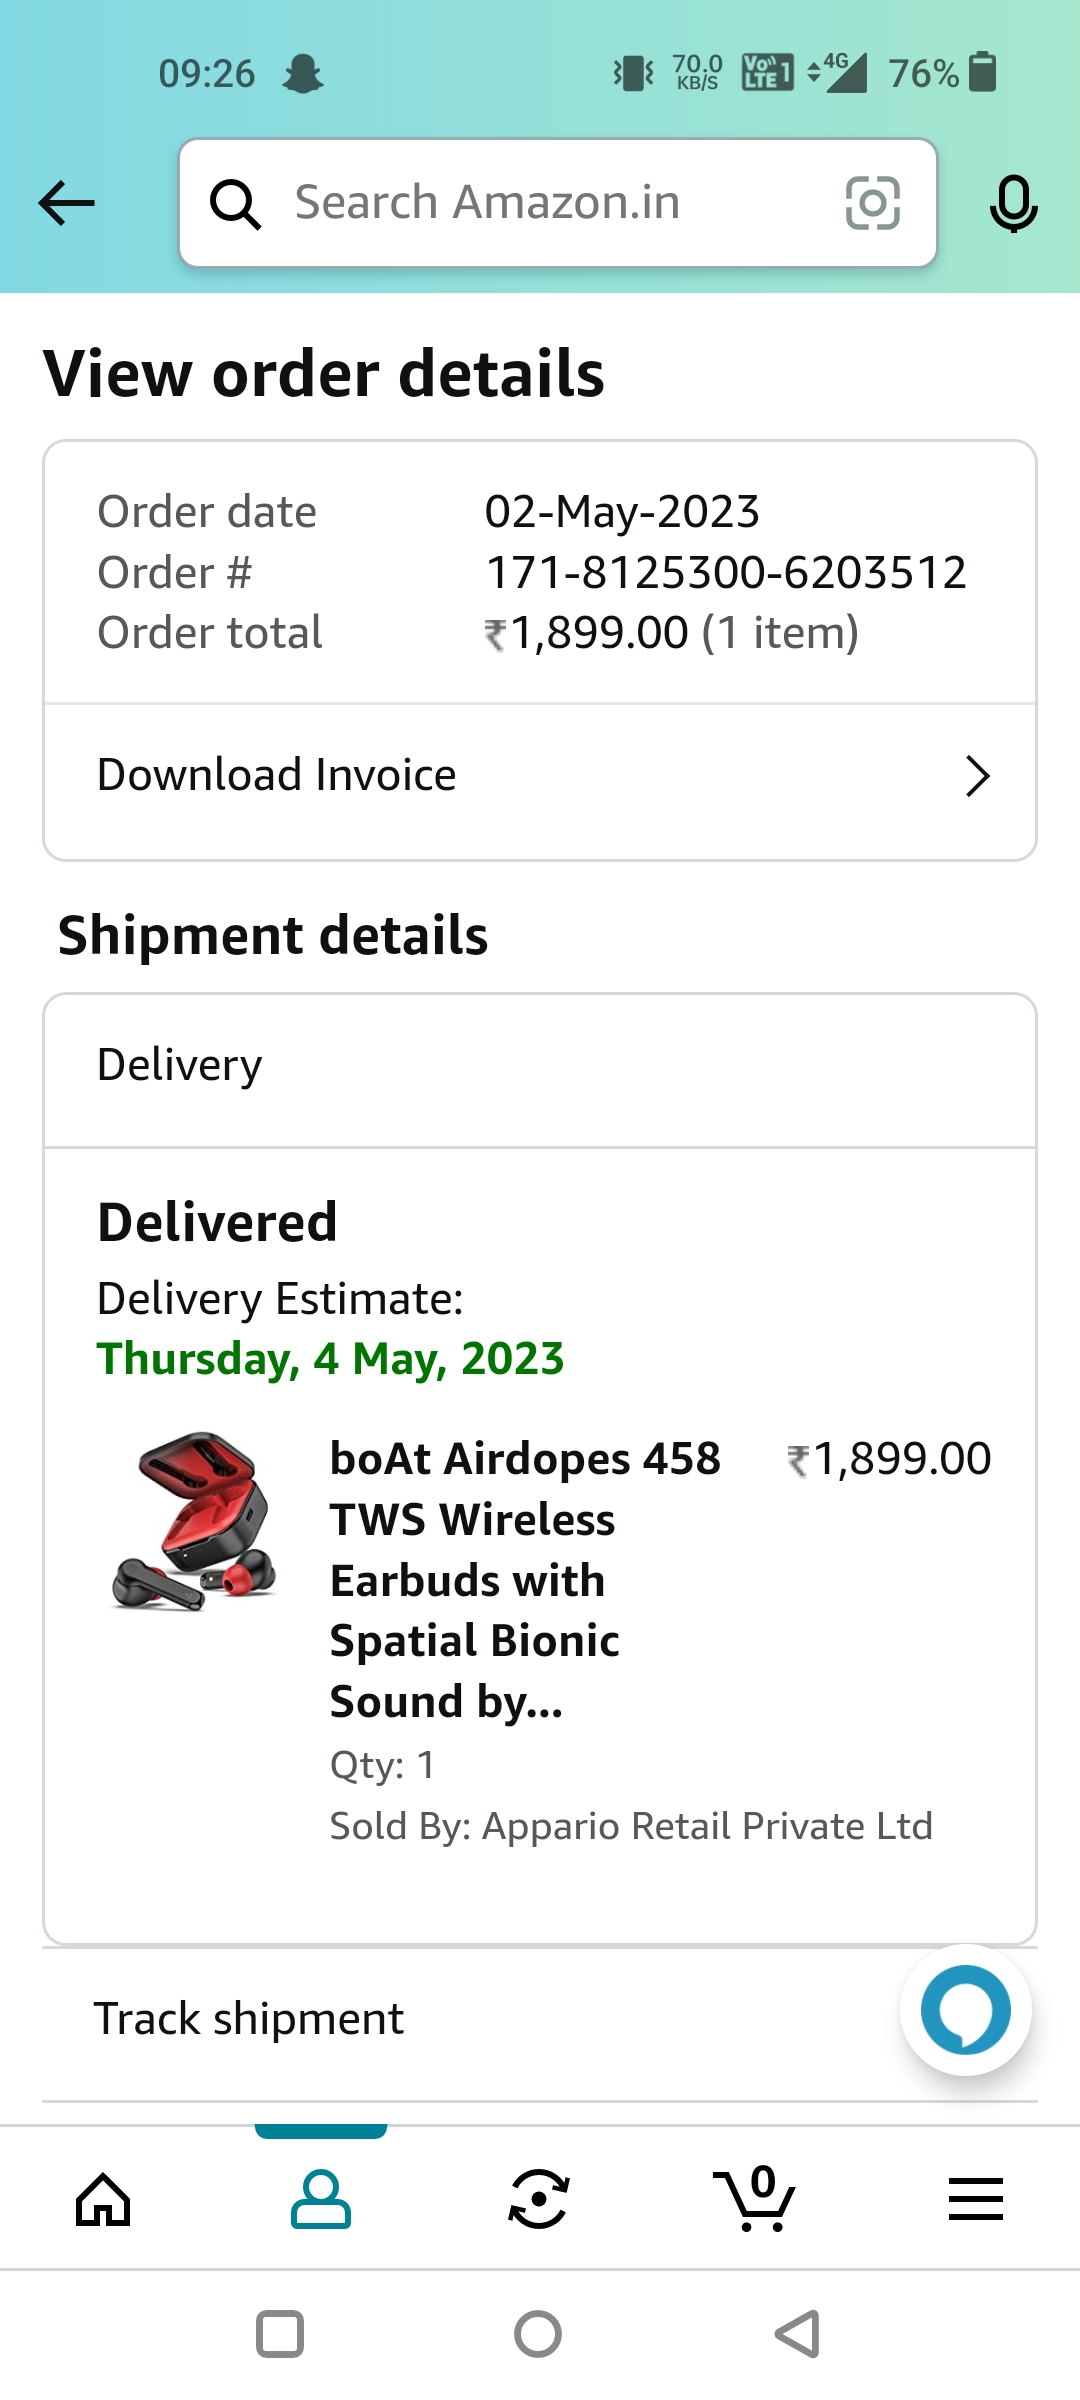 09:26
70.0
KB/S
Vo))
LTE 1
4G
76%
Search Amazon.in
View order details
Order date 02-May-2023
Order # 171-8125300-6203512
Order total ₹1,899.00 (1 item)
Download Invoice
Shipment details
Delivery
Delivered
Delivery Estimate:
Thursday, 4 May, 2023
boAt Airdopes 458 ₹1,899.00
TWS Wireless
Earbuds with
Spatial Bionic
Sound by...
Qty: 1
Sold By: Appario Retail Private Ltd
Track shipment
0